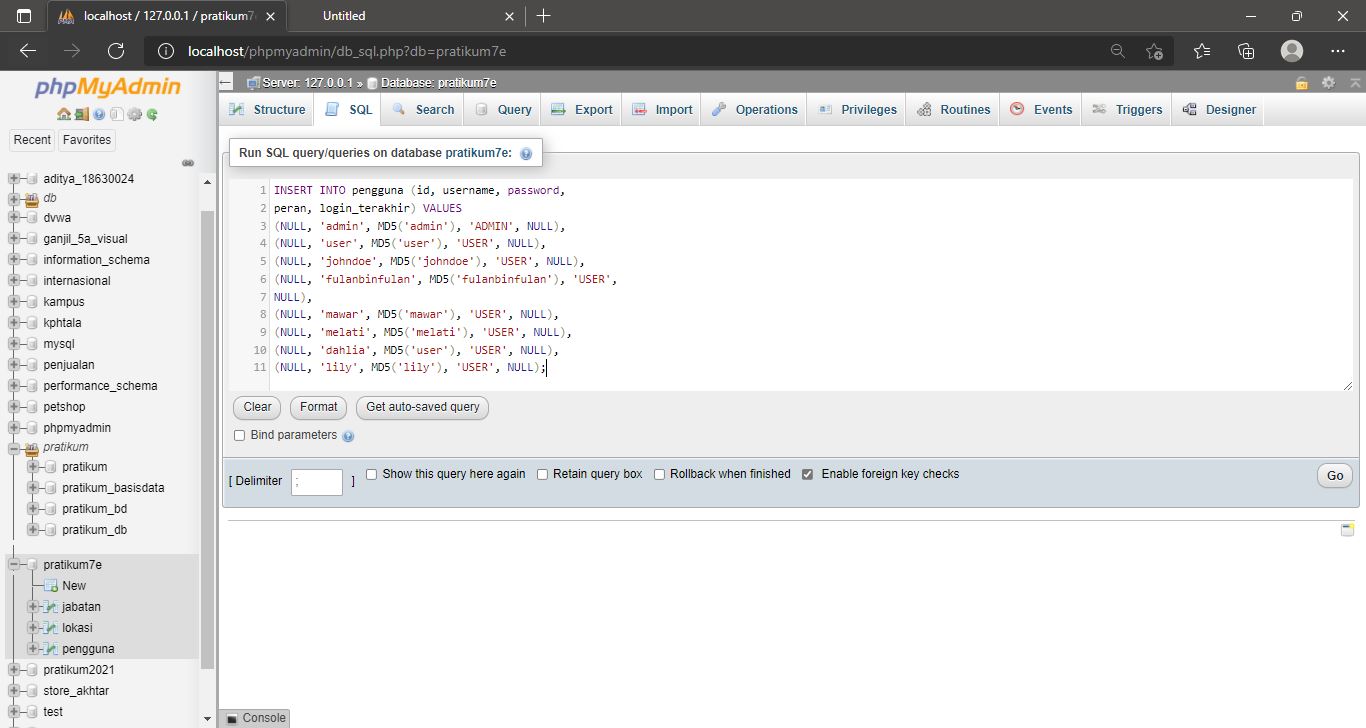 localhost / 127.0.0.1 / pratikum7
Untitled
localhost/phpmyadmin/db_sql.php?db=pratikum7e
phpMyAdmin
Recent
Favorites
aditya_18630024
db
dvwa
ganjil_5a_visual
information_schema
internasional
kampus
kphtala
mysql
penjualan
performance_schema
petshop
phpmyadmin
pratikum
pratikum
pratikum_basisdata
pratikum_bd
pratikum_db
pratikum7e
New
jabatan
lokasi
pengguna
pratikum2021
store_akhtar
test
Server: 127.0.0.1 » Database: pratikum7e
Structure
SQL
Search
Query
Export
Import
Operations
Privileges
Routines
Events
Triggers
Designer
Run SQL query/queries on database pratikum7e:
1 INSERT INTO pengguna (id, username, password,
2 peran, login_terakhir) VALUES
3 (NULL, 'admin', MD5('admin'), 'ADMIN', NULL),
4 (NULL, 'user', MD5('user'), 'USER', NULL),
5 (NULL, 'johndoe', MD5('johndoe'), 'USER', NULL),
6 (NULL, 'fulanbinfulan', MD5('fulanbinfulan'), 'USER',
7 NULL),
8 (NULL, 'mawar', MD5('mawar'), 'USER', NULL),
9 (NULL, 'melati', MD5('melati'), 'USER', NULL),
10 (NULL, 'dahlia', MD5('user'), 'USER', NULL),
11 (NULL, 'lily', MD5('lily'), 'USER', NULL);
Clear
Format
Get auto-saved query
Bind parameters
[ Delimiter ; ]
Show this query here again
Retain query box
Rollback when finished
Enable foreign key checks
Go
Console